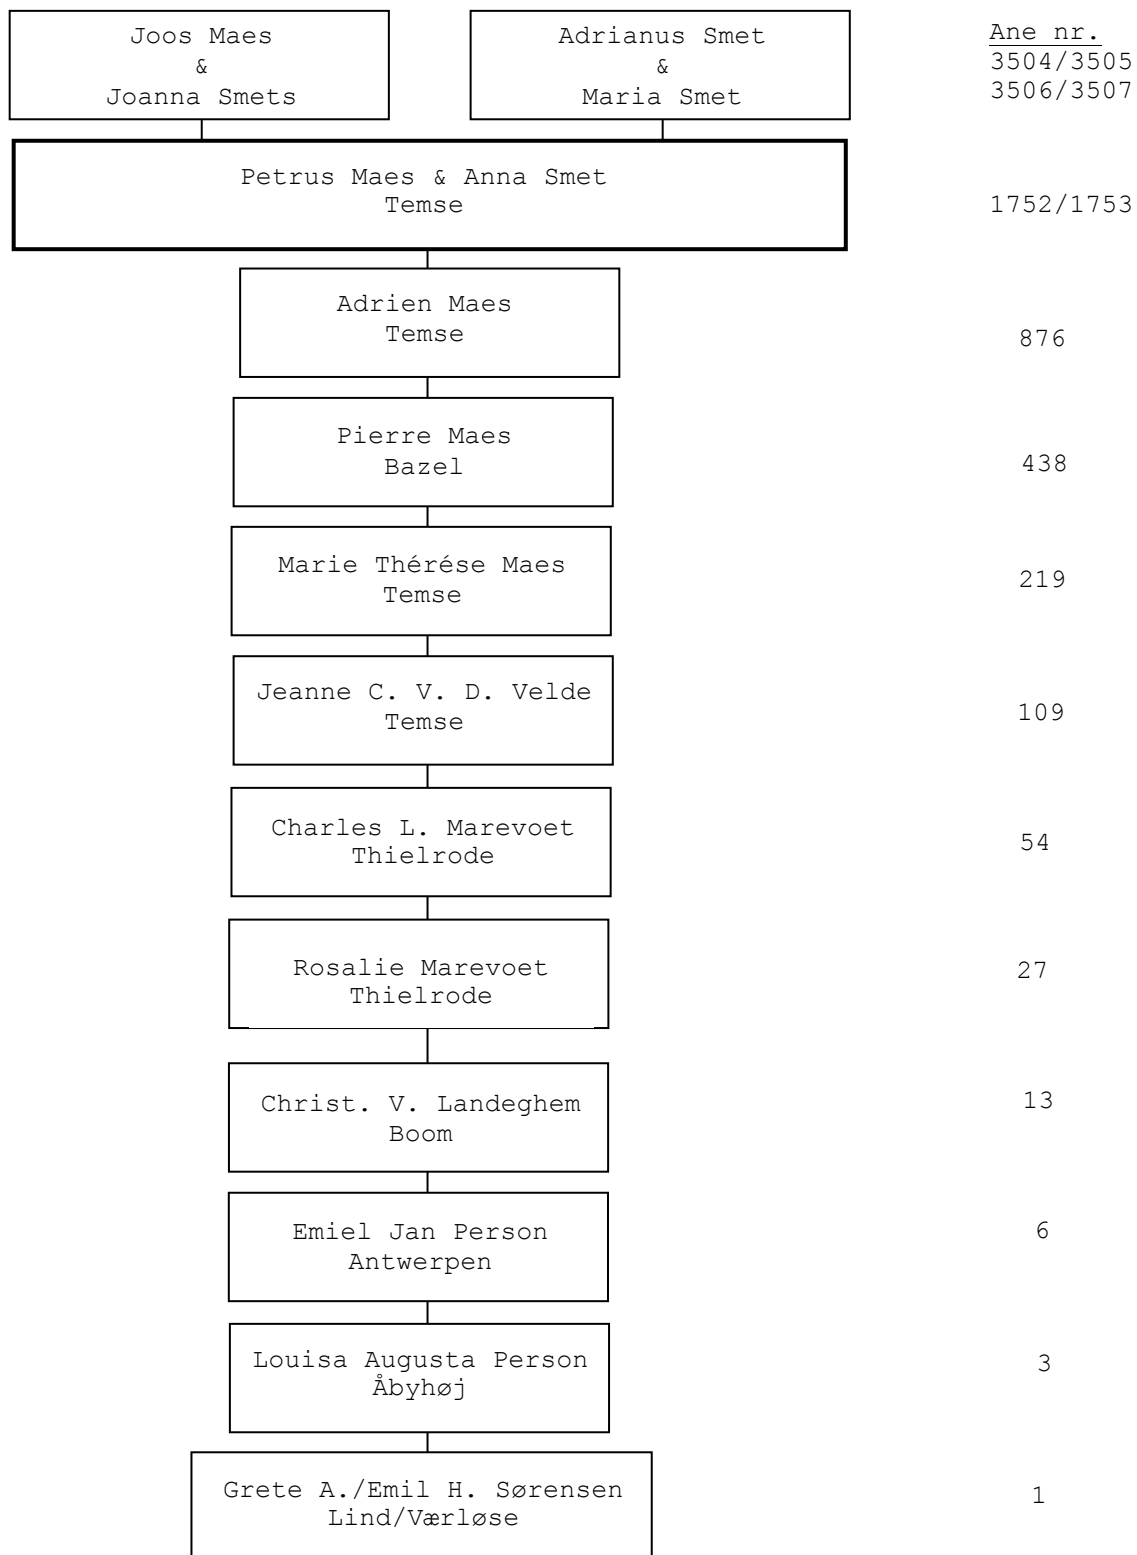 Joos Maes
&
Joanna Smets
Adrianus Smet
&
Maria Smet
Ane nr.
3504/3505
3506/3507
Petrus Maes & Anna Smet
Temse
1752/1753
Adrien Maes
Temse
876
Pierre Maes
Bazel
438
Marie Thérése Maes
Temse
219
Jeanne C. V. D. Velde
Temse
109
Charles L. Marevoet
Thielrode
54
Rosalie Marevoet
Thielrode
27
Christ. V. Landeghem
Boom
13
Emiel Jan Person
Antwerpen
6
Louisa Augusta Person
Åbyhøj
3
Grete A./Emil H. Sørensen
Lind/Værløse
1